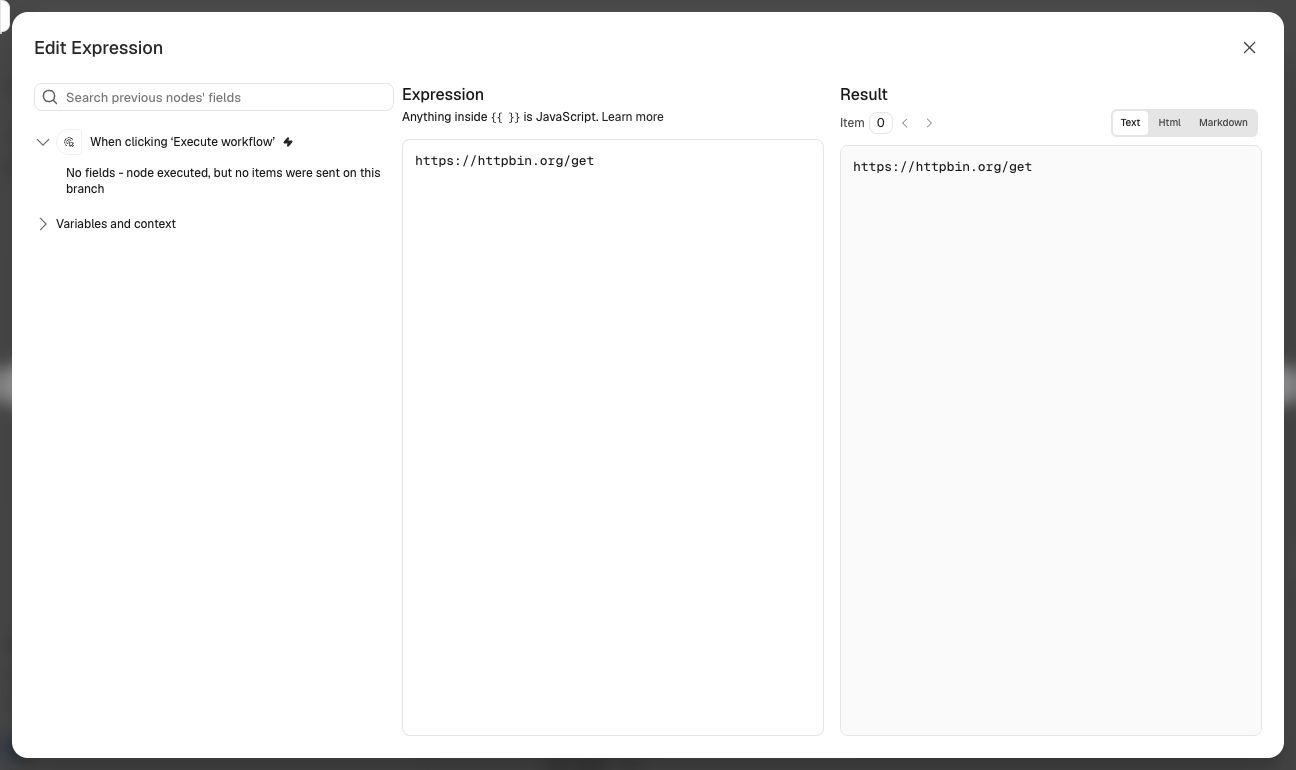 Edit Expression
Search previous nodes' fields
When clicking ‘Execute workflow’
No fields - node executed, but no items were sent on this
branch
Variables and context
Expression
Anything inside {{ }} is JavaScript. Learn more
https://httpbin.org/get
Result
Item 0
Text Html Markdown
https://httpbin.org/get